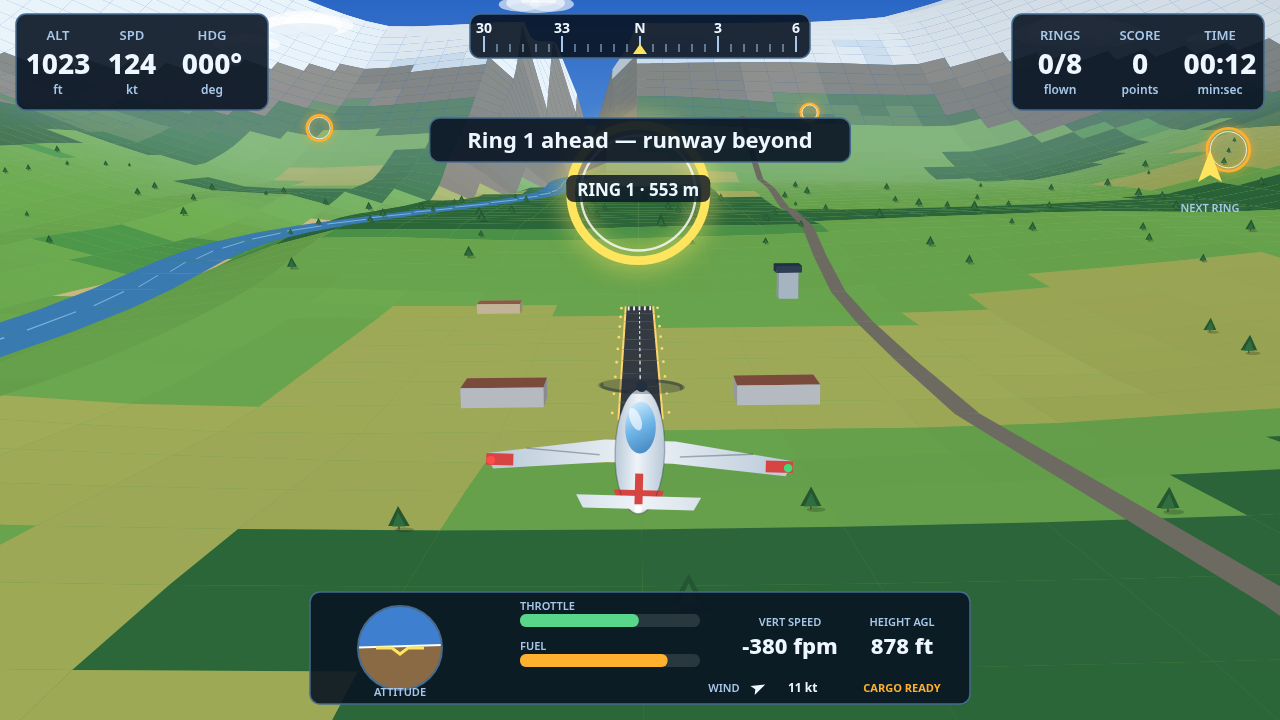 ALT SPD HDG
1023 124 000°
ft kt deg
30 33 N 3 6
RINGS SCORE TIME
0/8 0 00:12
flown points min:sec
Ring 1 ahead — runway beyond
RING 1 · 553 m
NEXT RING
ATTITUDE
THROTTLE
FUEL
VERT SPEED HEIGHT AGL
-380 fpm 878 ft
WIND 11 kt CARGO READY